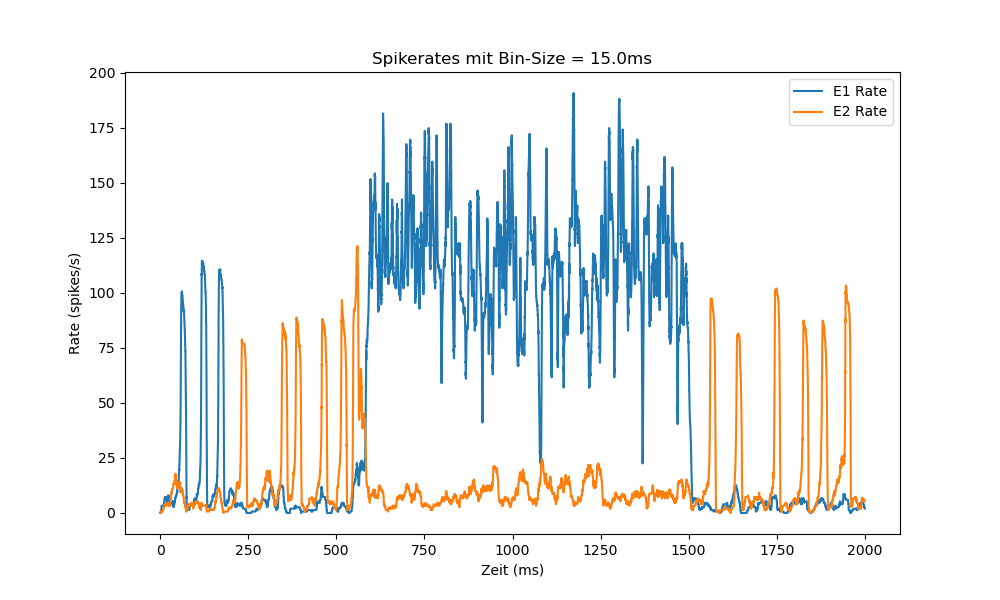 Spikerates mit Bin-Size = 15.0ms
E1 Rate
E2 Rate
Rate (spikes/s)
200
175
150
125
100
75
50
25
0
0 250 500 750 1000 1250 1500 1750 2000
Zeit (ms)